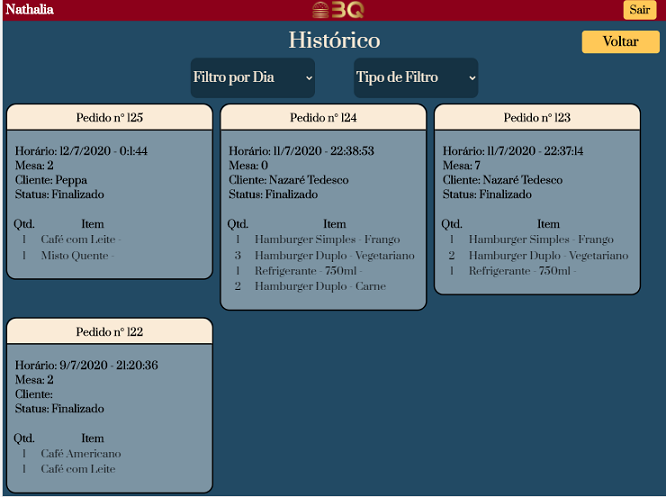 Nathalia
BQ
Sair
Histórico
Voltar
Filtro por Dia
Tipo de Filtro
Pedido nº 125
Horário: 12/7/2020 - 0:1:44
Mesa: 2
Cliente: Peppa
Status: Finalizado
Qtd. Item
1 Café com Leite -
1 Misto Quente -
Pedido nº 124
Horário: 11/7/2020 - 22:38:53
Mesa: 0
Cliente: Nazaré Tedesco
Status: Finalizado
Qtd. Item
1 Hamburger Simples - Frango
3 Hamburger Duplo - Vegetariano
1 Refrigerante - 750ml -
2 Hamburger Duplo - Carne
Pedido nº 123
Horário: 11/7/2020 - 22:37:14
Mesa: 7
Cliente: Nazaré Tedesco
Status: Finalizado
Qtd. Item
1 Hamburger Simples - Frango
2 Hamburger Duplo - Vegetariano
1 Refrigerante - 750ml -
Pedido nº 122
Horário: 9/7/2020 - 21:20:36
Mesa: 2
Cliente:
Status: Finalizado
Qtd. Item
1 Café Americano
1 Café com Leite